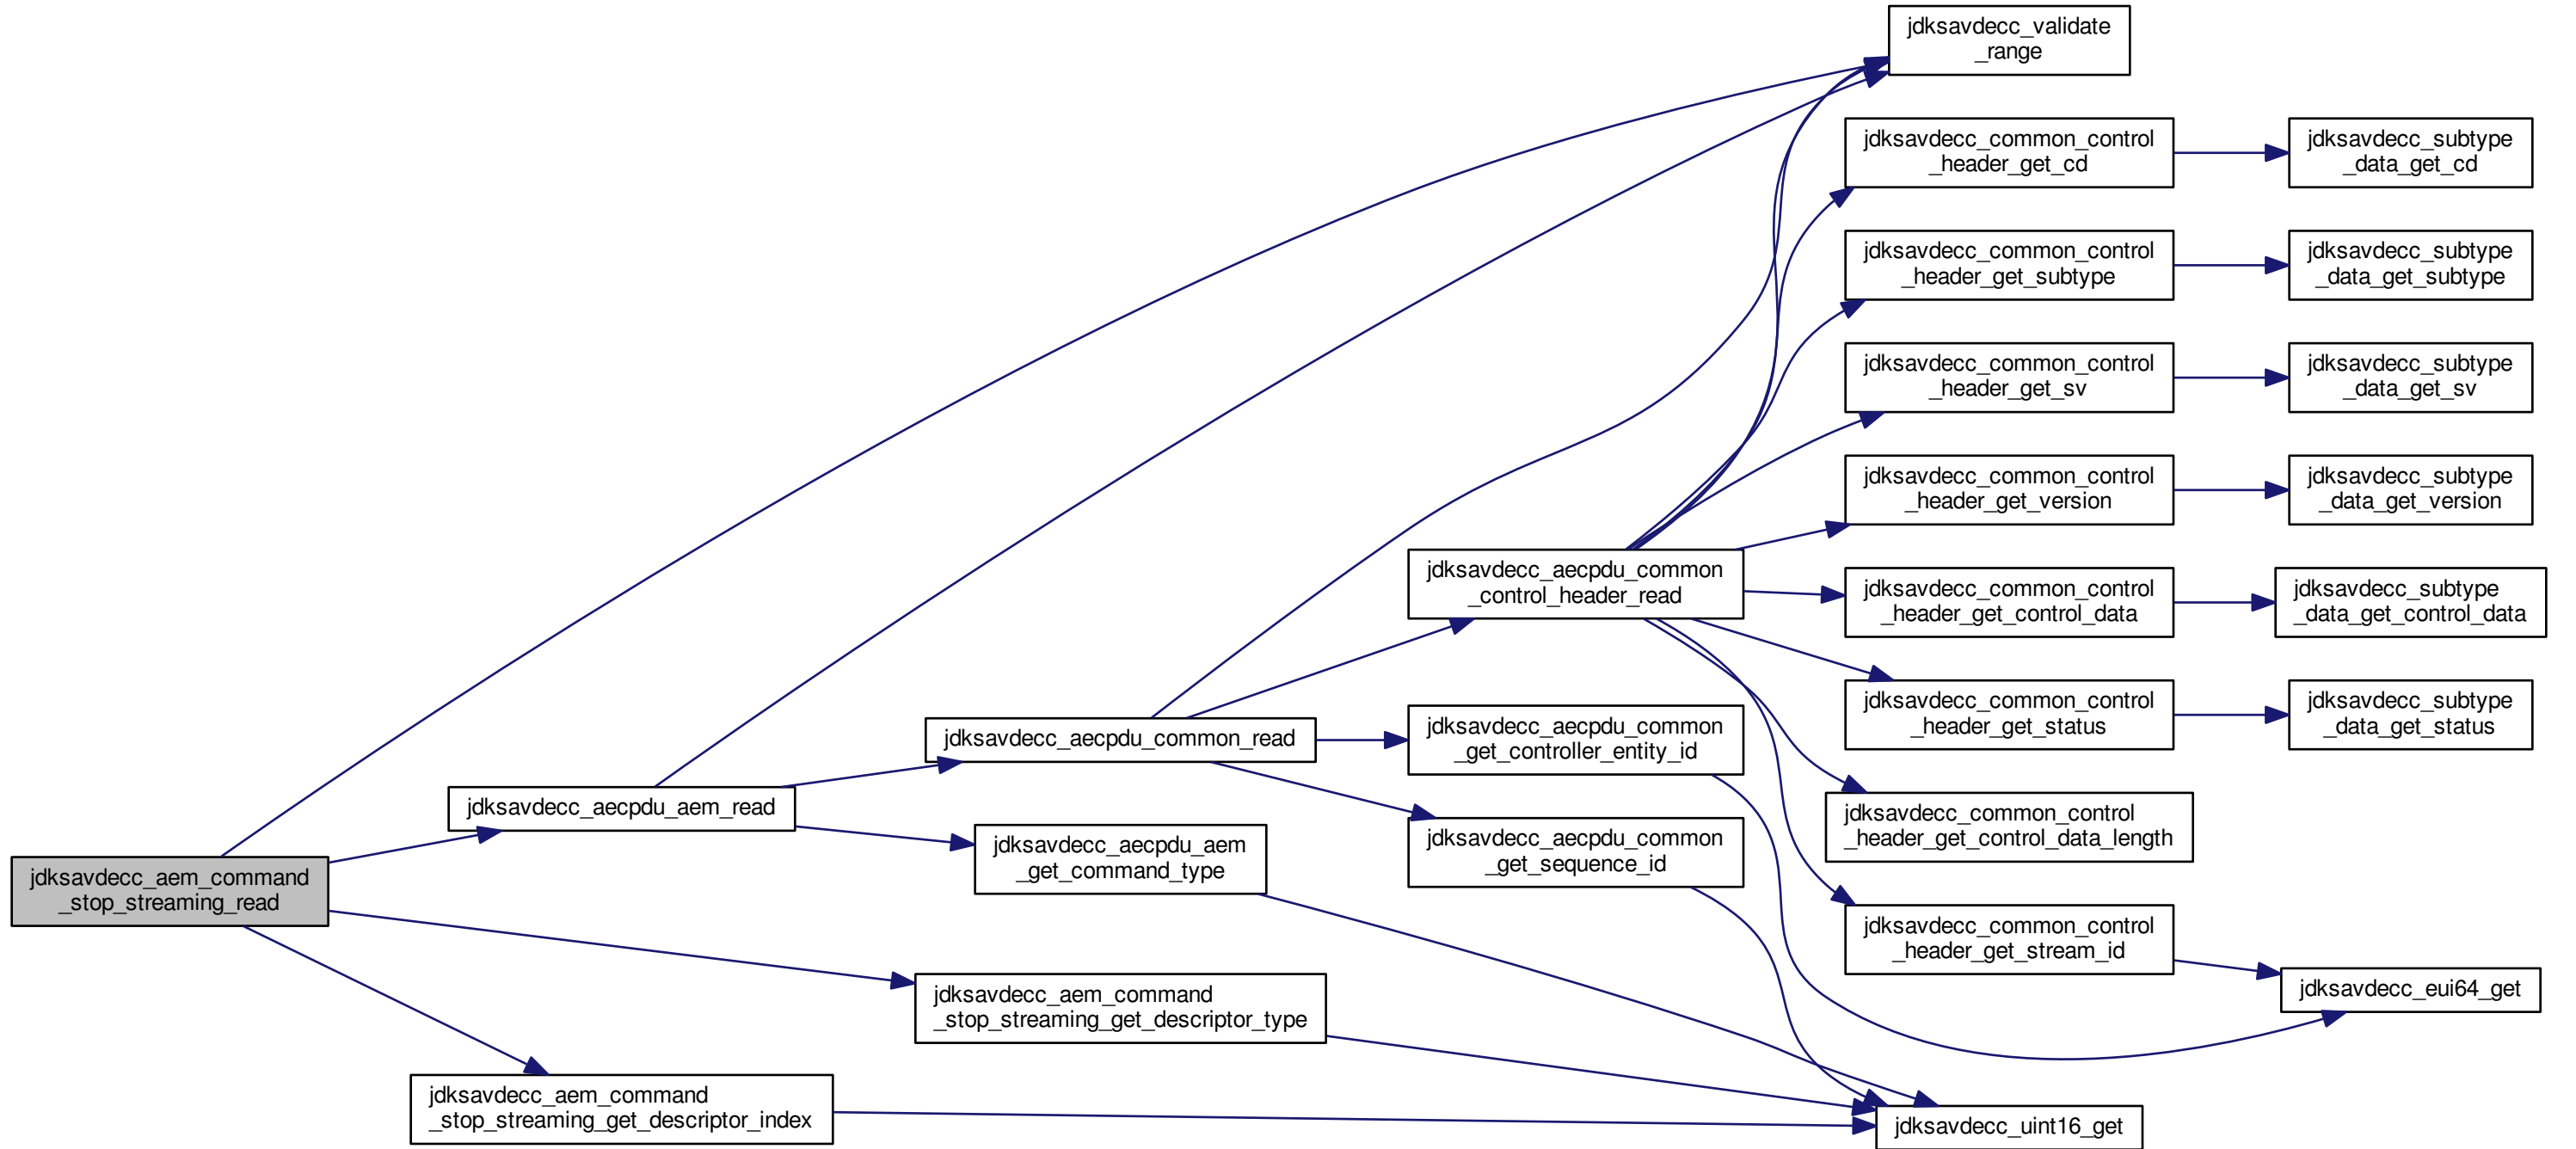 jdksavdecc_validate
_range
jdksavdecc_common_control
_header_get_cd
jdksavdecc_subtype
_data_get_cd
jdksavdecc_common_control
_header_get_subtype
jdksavdecc_subtype
_data_get_subtype
jdksavdecc_common_control
_header_get_sv
jdksavdecc_subtype
_data_get_sv
jdksavdecc_common_control
_header_get_version
jdksavdecc_subtype
_data_get_version
jdksavdecc_aecpdu_common
_control_header_read
jdksavdecc_common_control
_header_get_control_data
jdksavdecc_subtype
_data_get_control_data
jdksavdecc_common_control
_header_get_status
jdksavdecc_subtype
_data_get_status
jdksavdecc_aecpdu_common_read
jdksavdecc_aecpdu_common
_get_controller_entity_id
jdksavdecc_aecpdu_aem_read
jdksavdecc_common_control
_header_get_control_data_length
jdksavdecc_aecpdu_aem
_get_command_type
jdksavdecc_aecpdu_common
_get_sequence_id
jdksavdecc_aem_command
_stop_streaming_read
jdksavdecc_common_control
_header_get_stream_id
jdksavdecc_eui64_get
jdksavdecc_aem_command
_stop_streaming_get_descriptor_type
jdksavdecc_aem_command
_stop_streaming_get_descriptor_index
jdksavdecc_uint16_get